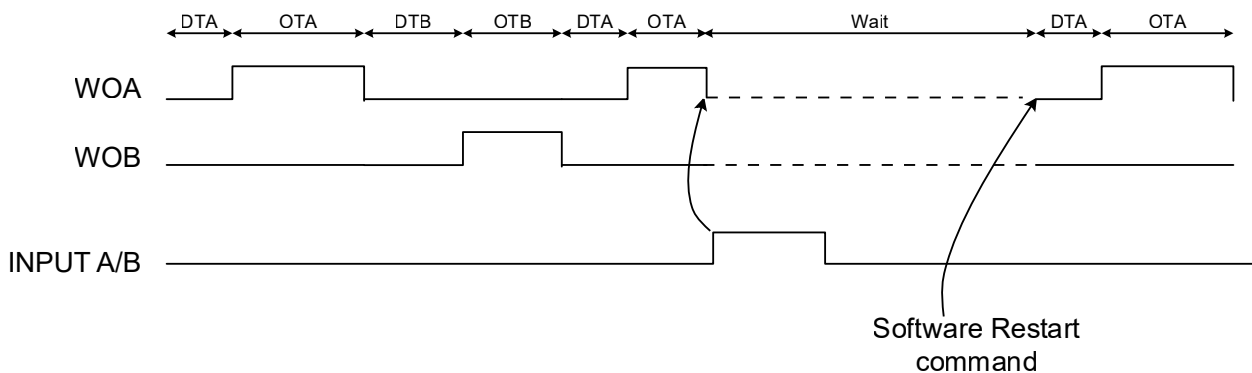 DTA OTA DTB OTB DTA OTA Wait DTA OTA
WOA
WOB
INPUT A/B
Software Restart
command